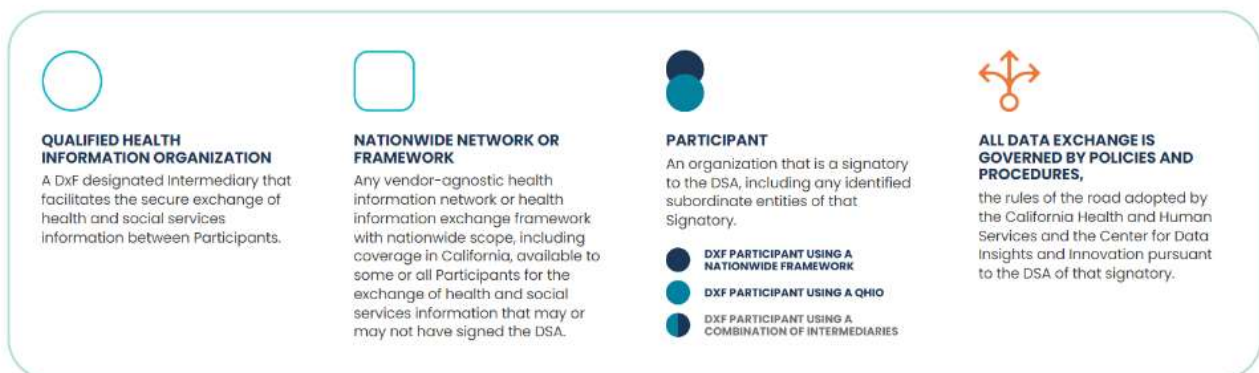 QUALIFIED HEALTH
INFORMATION ORGANIZATION
A DxF designated Intermediary that
facilitates the secure exchange of
health and social services
information between Participants.
NATIONWIDE NETWORK OR
FRAMEWORK
Any vendor-agnostic health
information network or health
information exchange framework
with nationwide scope, including
coverage in California, available to
some or all Participants for the
exchange of health and social
services information that may or
may not have signed the DSA.
PARTICIPANT
An organization that is a signatory
to the DSA, including any identified
subordinate entities of that
Signatory.
DXF PARTICIPANT USING A
NATIONWIDE FRAMEWORK
DXF PARTICIPANT USING A QHIO
DXF PARTICIPANT USING A
COMBINATION OF INTERMEDIARIES
ALL DATA EXCHANGE IS
GOVERNED BY POLICIES AND
PROCEDURES,
the rules of the road adopted by
the California Health and Human
Services and the Center for Data
Insights and Innovation pursuant
to the DSA of that signatory.